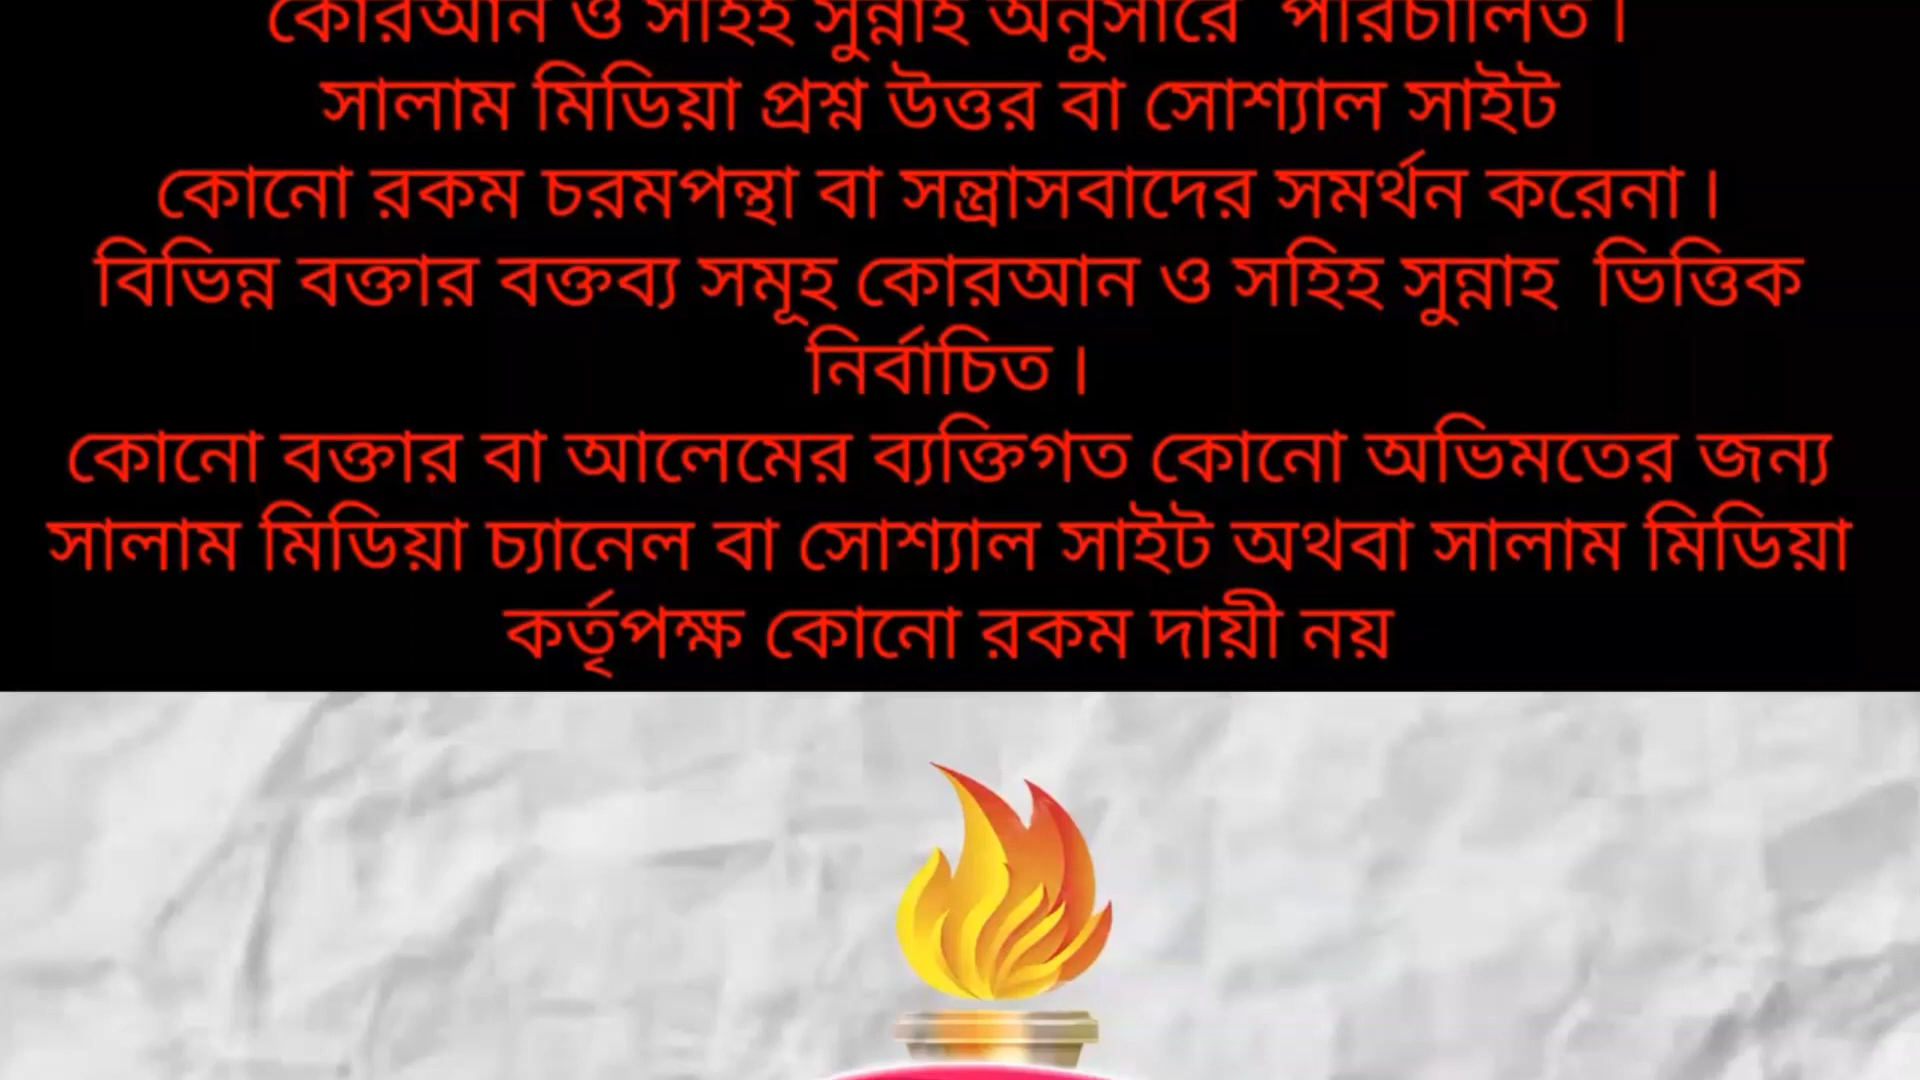 কোরআন ও সহিহ সুন্নাহ অনুসারে পরিচালিত।
সালাম মিডিয়া প্রশ্ন উত্তর বা সোশ্যাল সাইট
কোনো রকম চরমপন্থা বা সন্ত্রাসবাদের সমর্থন করেনা।
বিভিন্ন বক্তার বক্তব্য সমূহ কোরআন ও সহিহ সুন্নাহ ভিত্তিক
নির্বাচিত।
কোনো বক্তার বা আলেমের ব্যক্তিগত কোনো অভিমতের জন্য
সালাম মিডিয়া চ্যানেল বা সোশ্যাল সাইট অথবা সালাম মিডিয়া
কর্তৃপক্ষ কোনো রকম দায়ী নয়